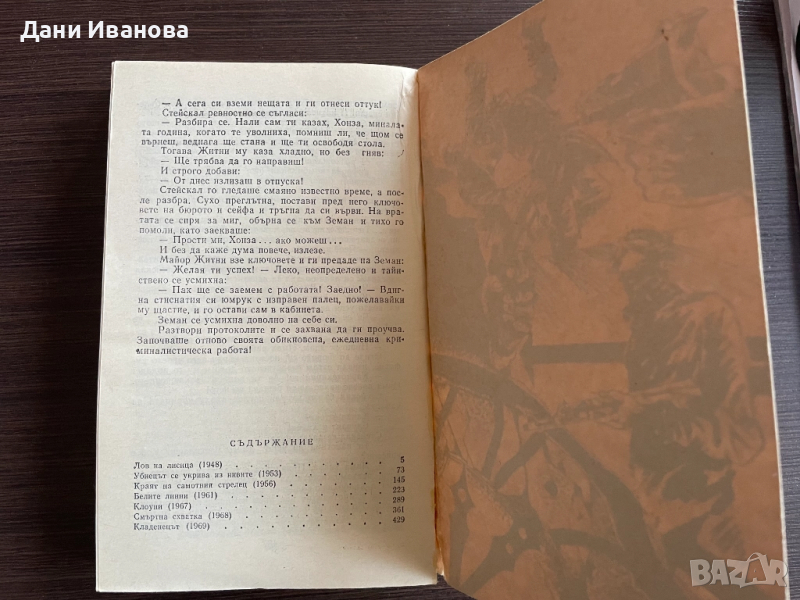 Дани Иванова
— А сега си вземи нещата и ги отнеси оттук!
Стейскал ревностно се съгласи:
— Разбира се. Нали сам ти казах, Хонза, минала-
та година, когато те уволниха, помниш ли, че щом се
върнеш, веднага ще стана и ще ти освободя стола.
Тогава Житни му каза хладно, но без гняв:
— Ще трябва да го направиш!
И строго добави:
— От днес излизаш в отпуска!
Стейскал го гледаше смаяно известно време, а пос-
ле разбра. Сухо преглътна, постави пред него ключо-
вете на бюрото и сейфа и тръгна да си върви. На вра-
татa се спря за миг, обърна се към Земан и тихо го
помоли, като заекваше:
— Прости ми, Хонза... ако можеш...
И без да каже дума повече, излезе.
Майор Житни взе ключовете и ги предаде на Земан:
— Желая ти успех! — Леко, неопределено и тайн-
ствено се усмихна:
— Пак ще се заемем с работата! Заедно! — Вдиг-
на стиснатия си юмрук с изправен палец, пожелавайки
му щастие, и го остави сам в кабинета.
Земан се усмихна доволно на себе си.
Разтвори протоколите и се захвана да ги проучва.
Започваше отново своята обикновена, ежедневна кри-
миналистическа работа!
СЪДЪРЖАНИЕ
Лов на лисица (1948) . . . . . . . . 5
Убиецът се укрива из нивите (1953) . . . . . 73
Краят на самотния стрелец (1956) . . . . . . 145
Белите линии (1961) . . . . . . . . 223
Клоуни (1967) . . . . . . . . . 289
Смъртна схватка (1968) . . . . . . . 361
Кладенецът (1969) . . . . . . . . 429
BAZAR
bazar.bg